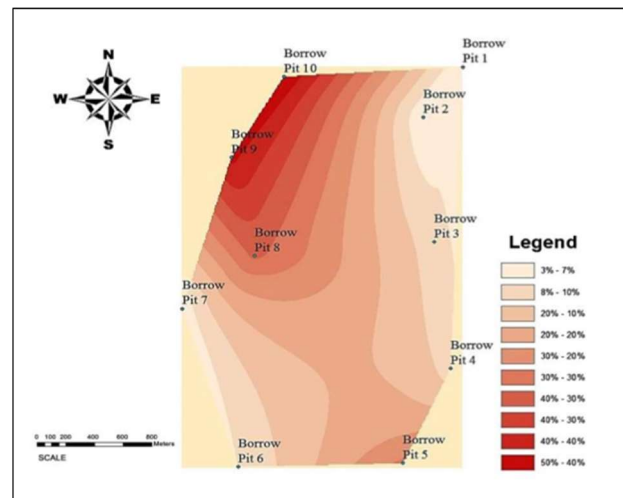 N
W
E
S
Borrow
Pit 10
Borrow
Pit 1
Borrow
Pit 2
Borrow
Pit 9
Borrow
Pit 3
Borrow
Pit 8
Borrow
Pit 7
Borrow
Pit 4
Borrow
Pit 6
Borrow
Pit 5
Legend
3% - 7%
8% - 10%
20% - 10%
20% - 20%
30% - 20%
30% - 30%
40% - 30%
40% - 30%
40% - 40%
50% - 40%
0 100 200 400 600 800
Meters
SCALE